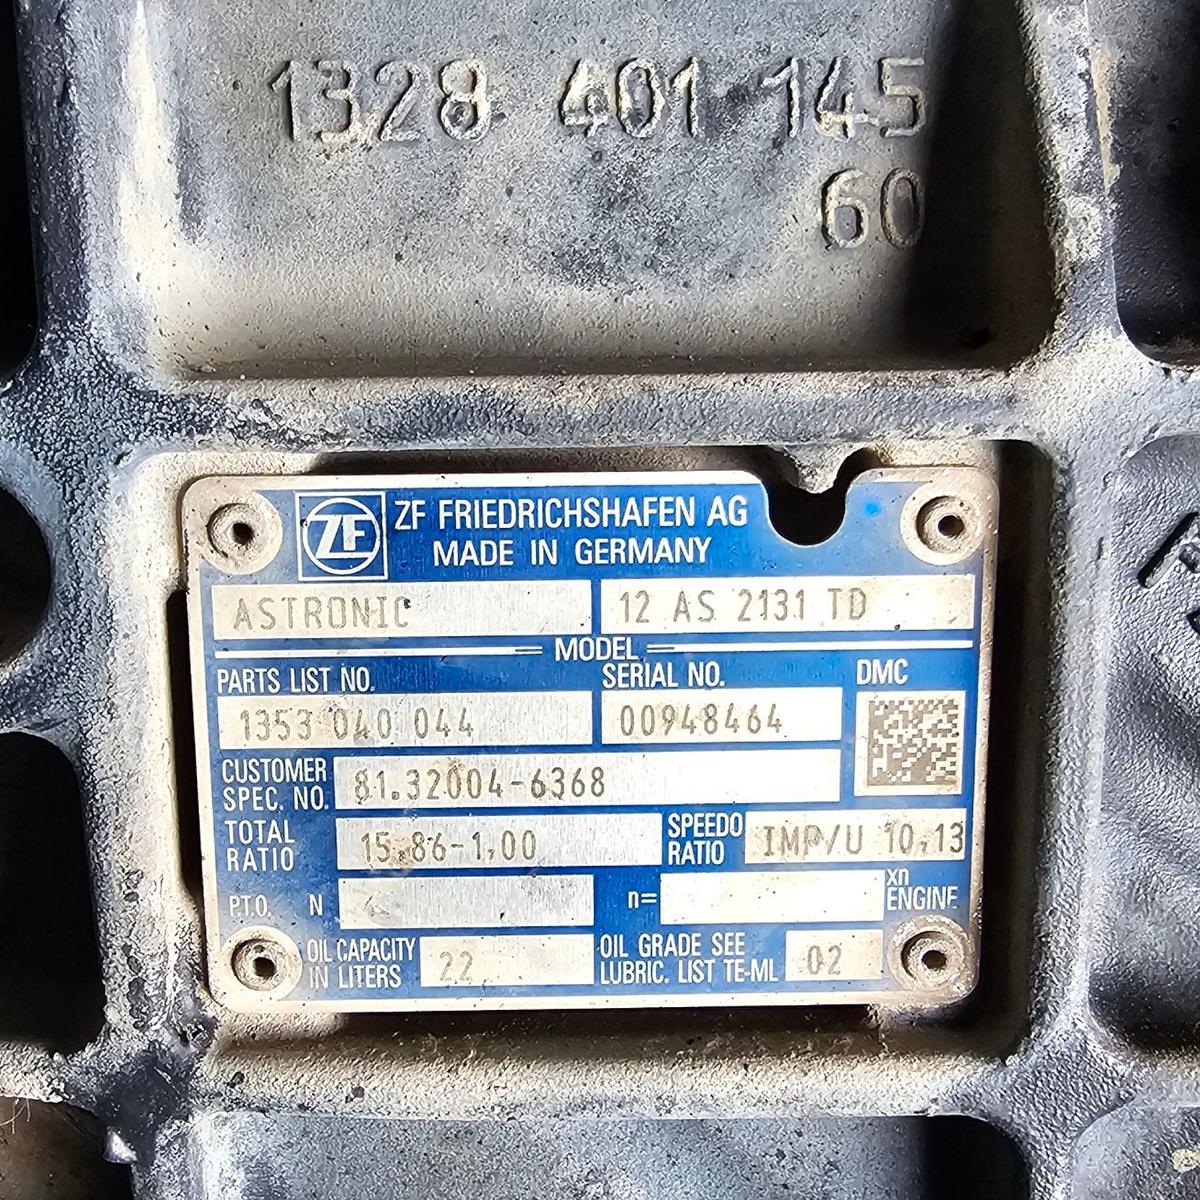 1328 401 145
60
ZF ZF FRIEDRICHSHAFEN AG
MADE IN GERMANY
ASTRONIC 12 AS 2131 TD
MODEL
PARTS LIST NO. SERIAL NO. DMC
1353 040 044 00948464
CUSTOMER SPEC. NO. 81.32004-6368
TOTAL RATIO 15,86-1,00 SPEEDO RATIO IMP/U 10,13
P.T.O. N n= xn ENGINE
OIL CAPACITY IN LITERS 22 OIL GRADE SEE LUBRIC. LIST TE-ML 02